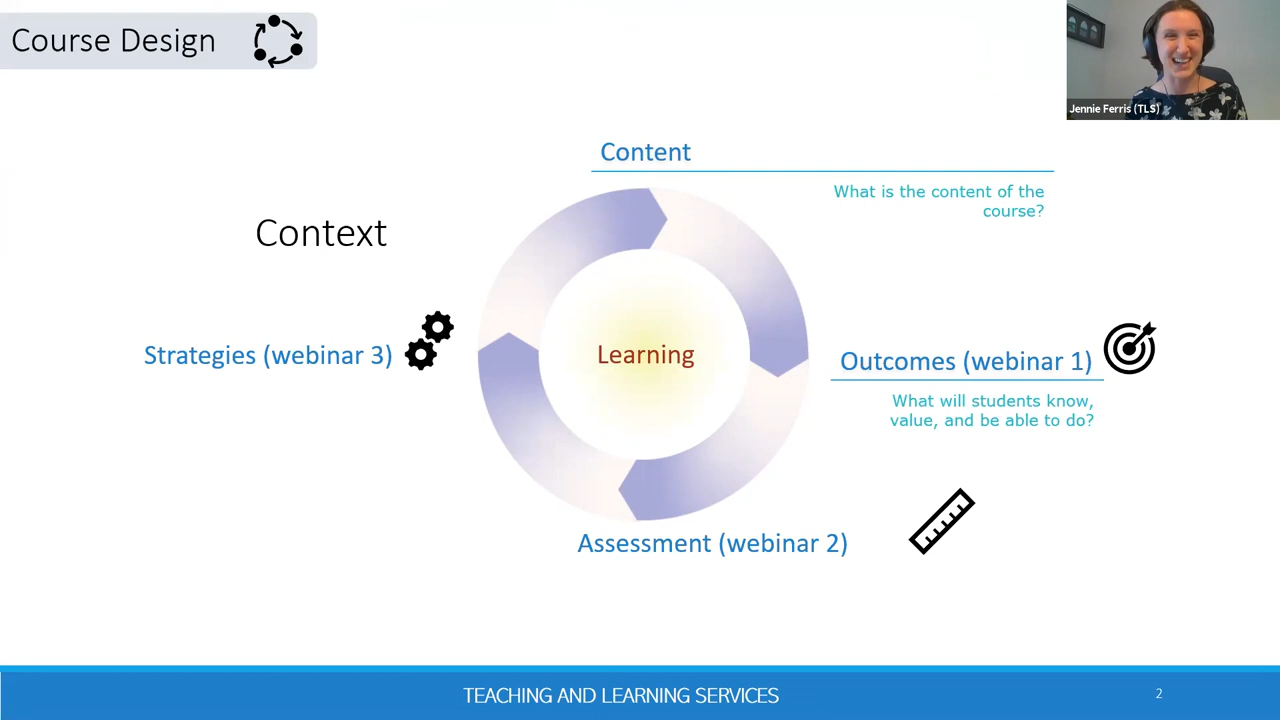 Course Design
Jennie Ferris (TLS)
Content
What is the content of the
course?
Context
Strategies (webinar 3)
Learning
Outcomes (webinar 1)
What will students know,
value, and be able to do?
Assessment (webinar 2)
TEACHING AND LEARNING SERVICES
2